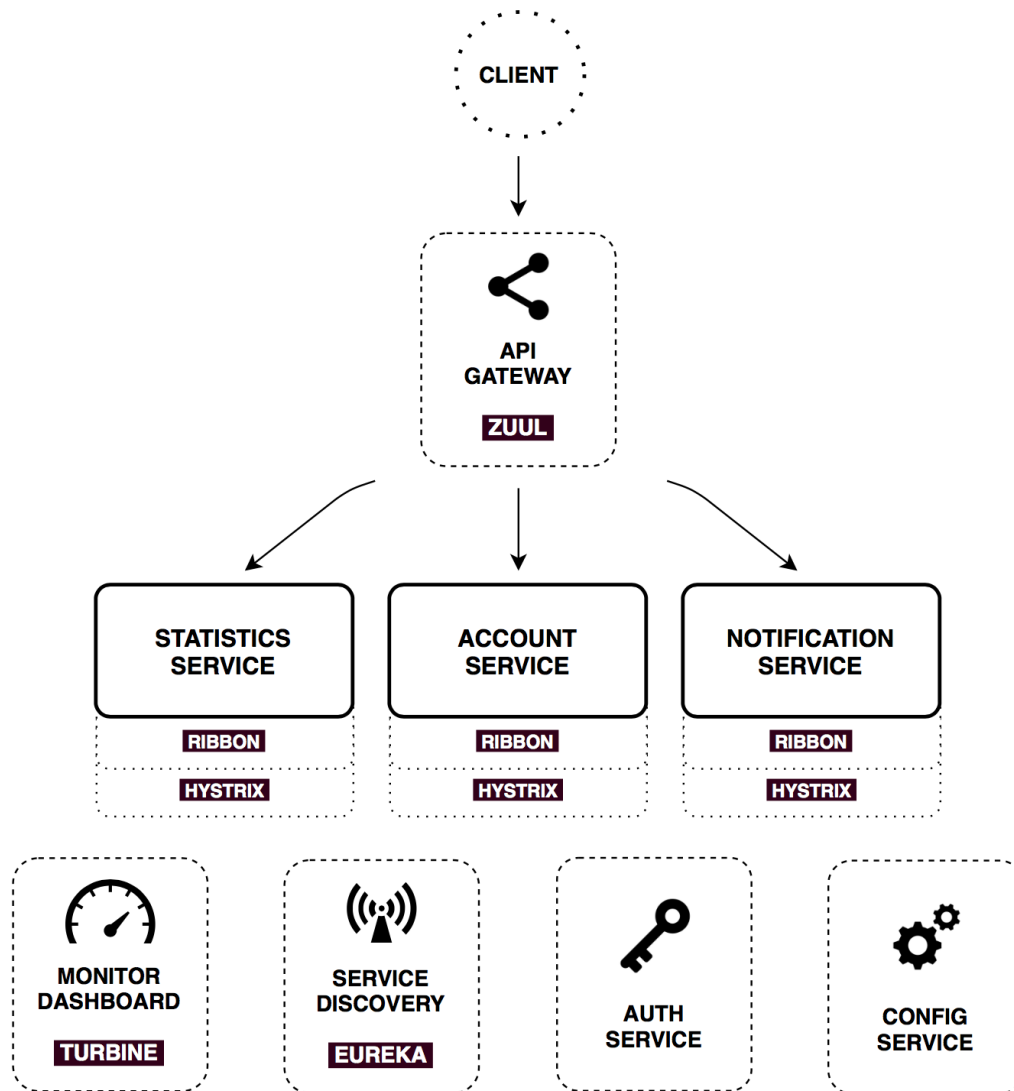 CLIENT
API
GATEWAY
ZUUL
STATISTICS
SERVICE
ACCOUNT
SERVICE
NOTIFICATION
SERVICE
RIBBON
RIBBON
RIBBON
HYSTRIX
HYSTRIX
HYSTRIX
MONITOR
DASHBOARD
TURBINE
SERVICE
DISCOVERY
EUREKA
AUTH
SERVICE
CONFIG
SERVICE